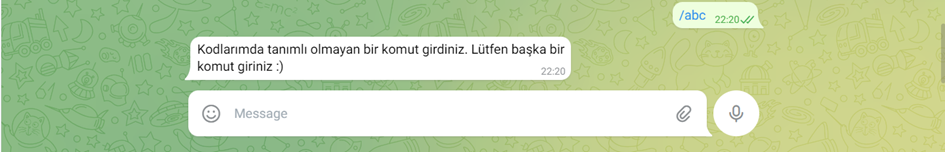 /abc 22:20
Kodlarımda tanımlı olmayan bir komut girdiniz. Lütfen başka bir
komut giriniz :)
22:20
Message